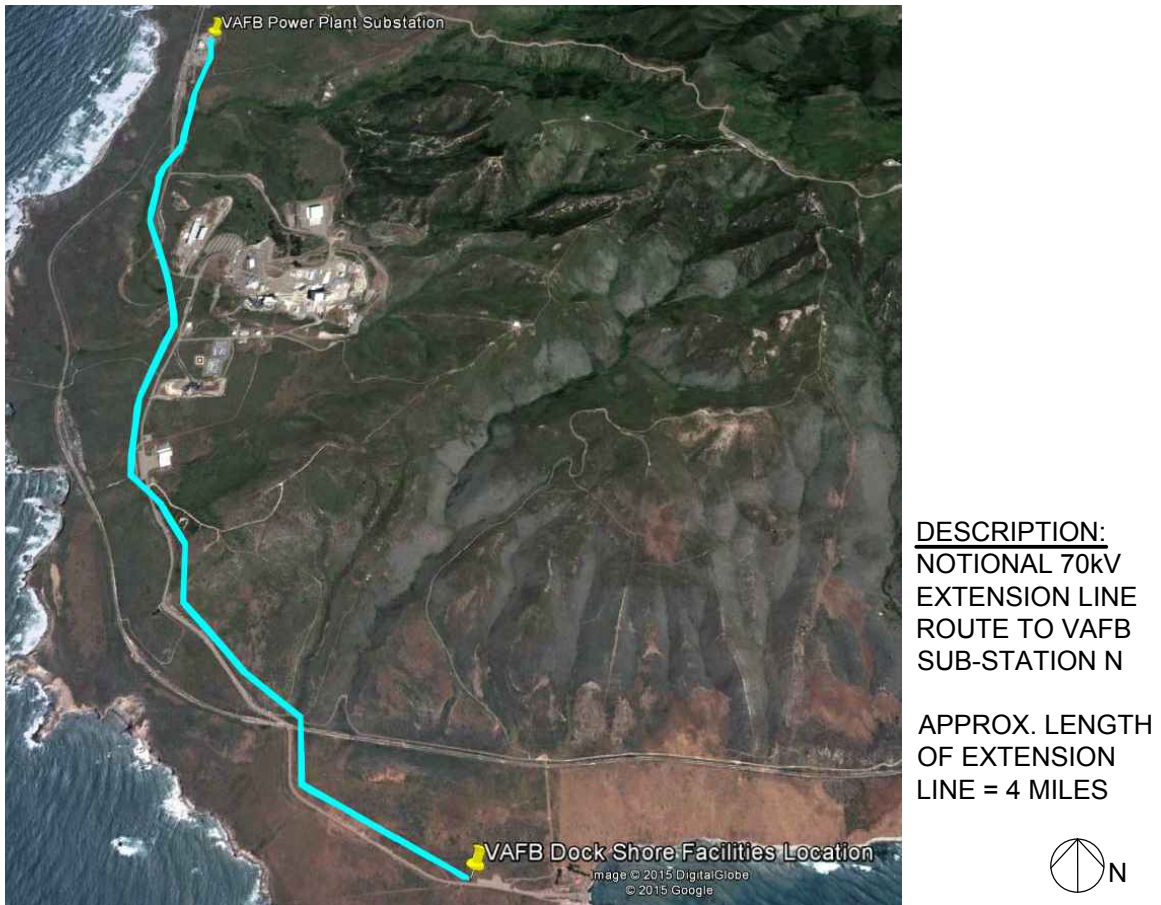 VAFB Power Plant Substation
DESCRIPTION:
NOTIONAL 70kV
EXTENSION LINE
ROUTE TO VAFB
SUB-STATION N
APPROX. LENGTH
OF EXTENSION
LINE = 4 MILES
VAFB Dock Shore Facilities Location
Image © 2015 DigitalGlobe
© 2015 Google
N